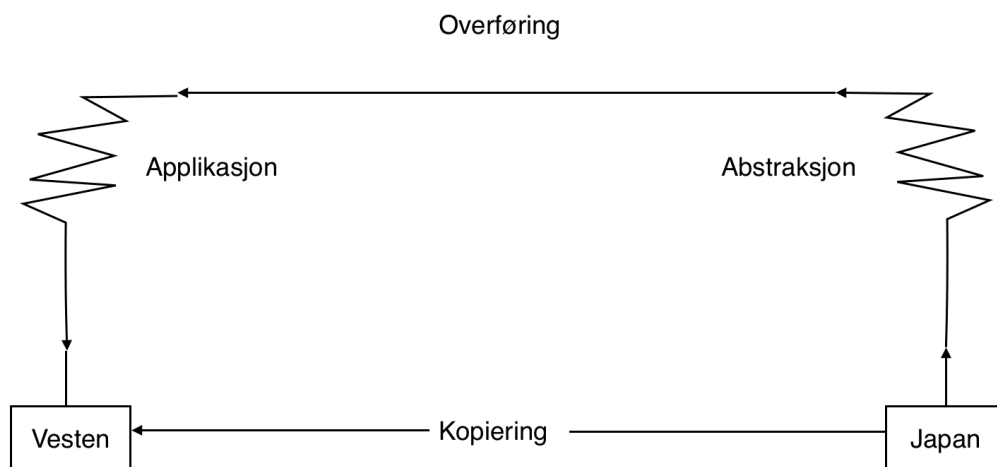 Overføring
Applikasjon
Abstraksjon
Vesten
Kopiering
Japan